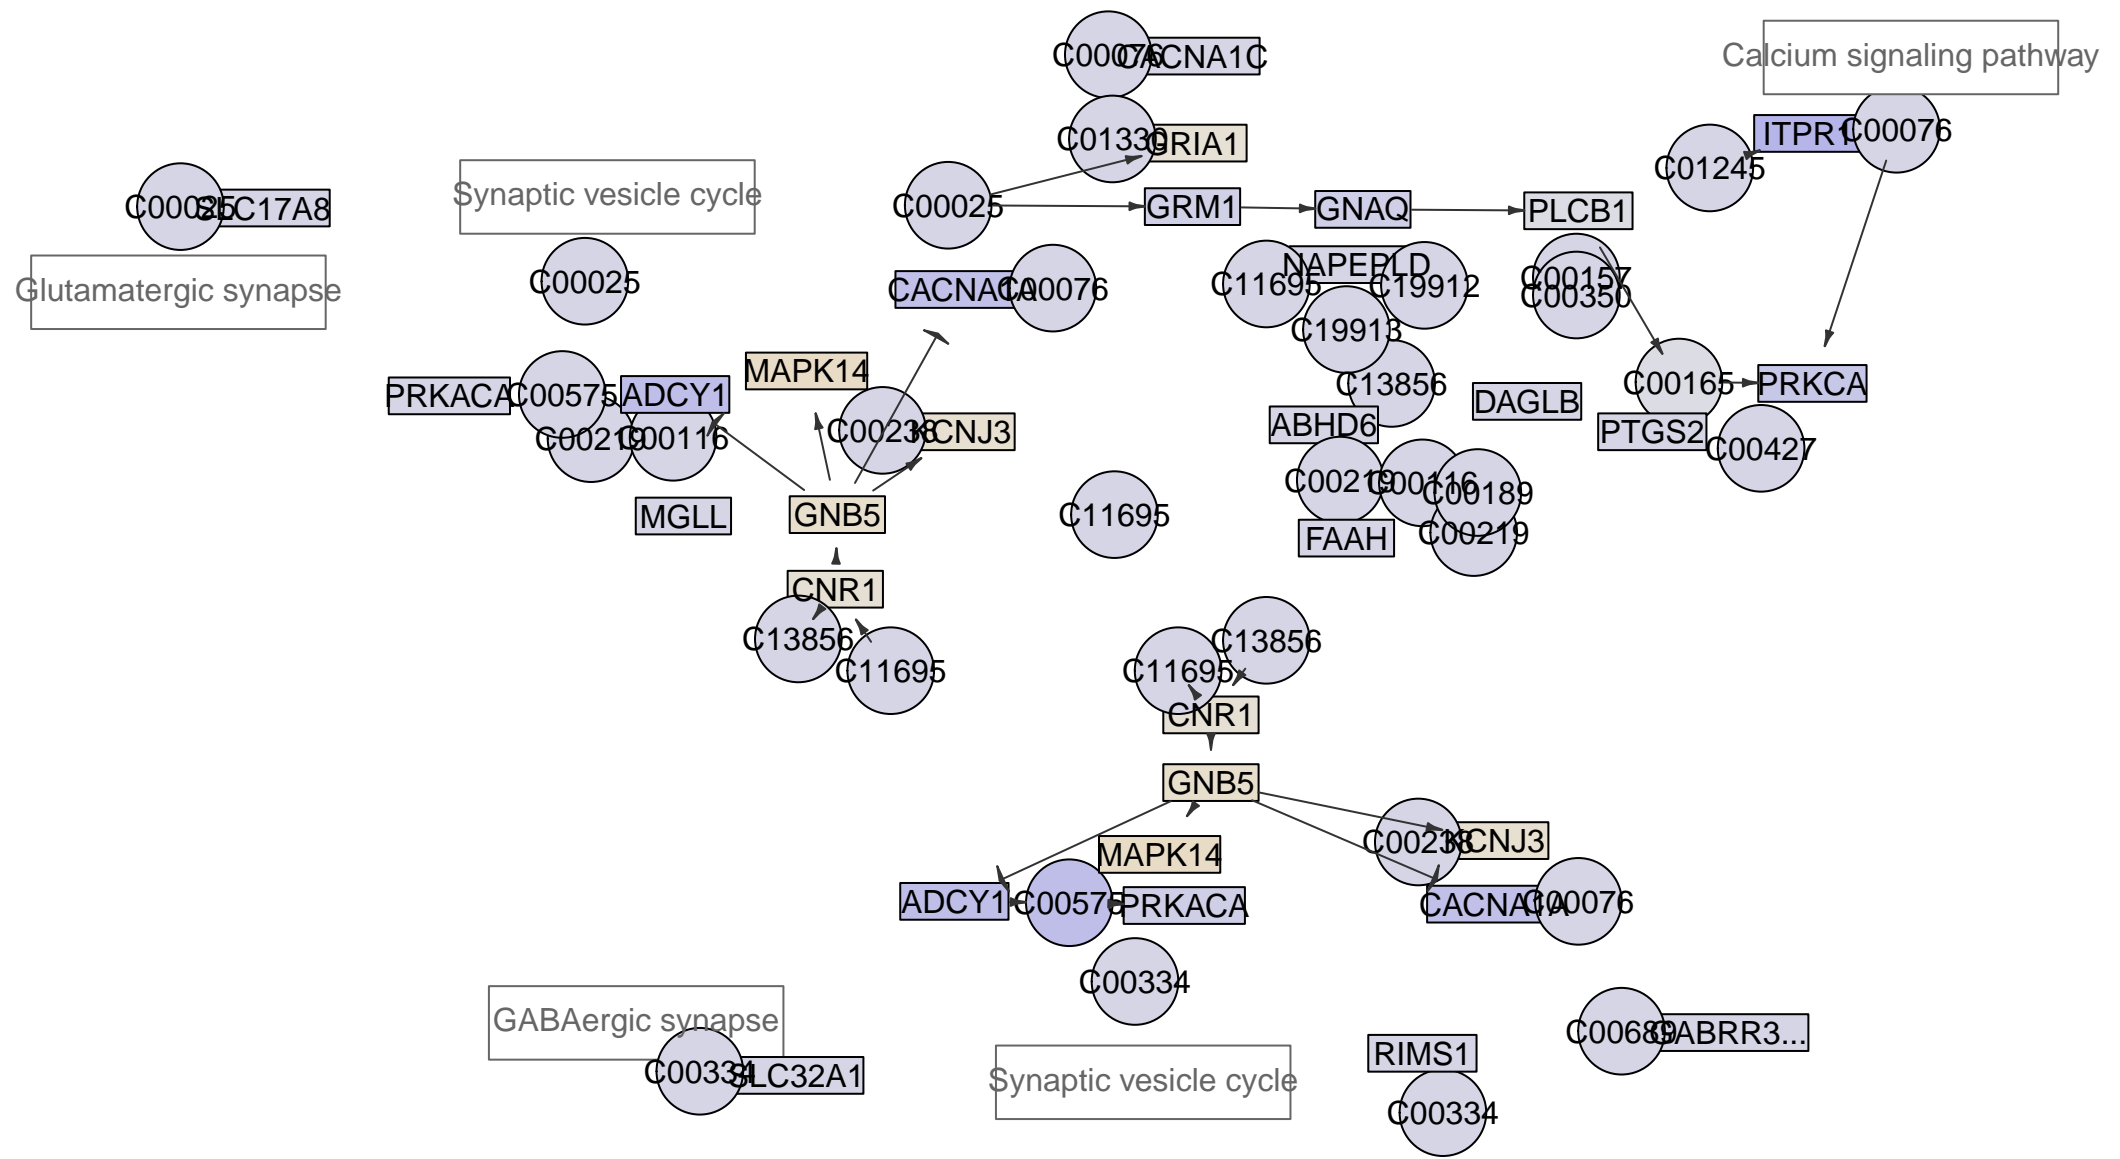 C00076
CACNA1C
Calcium signaling pathway
C01330
GRIA1
ITPR1
C00076
C01245
C00025
SLC17A8
Synaptic vesicle cycle
C00025
GRM1
GNAQ
PLCB1
Glutamatergic synapse
C00025
CACNA1A
C00076
C11695
NAPEPLD
C19912
C00157
C00350
C19913
MAPK14
C13856
C00165
PRKCA
PRKACA
C00575
ADCY1
DAGLB
C00219
C00116
C00238
KCNJ3
ABHD6
PTGS2
C00427
C00219
C00116
C00189
MGLL
GNB5
C11695
FAAH
C00219
CNR1
C13856
C11695
C13856
C11695
CNR1
GNB5
MAPK14
C00238
KCNJ3
ADCY1
C00575
PRKACA
CACNA1A
C00076
C00334
GABAergic synapse
C00334
SLC32A1
Synaptic vesicle cycle
RIMS1
C00334
C00689
GABRR3...